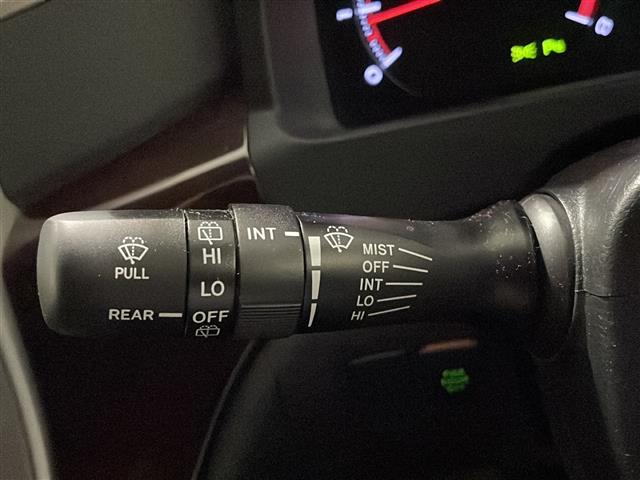 PULL
REAR
HI
LO
OFF
INT
MIST
OFF
INT
LO
HI